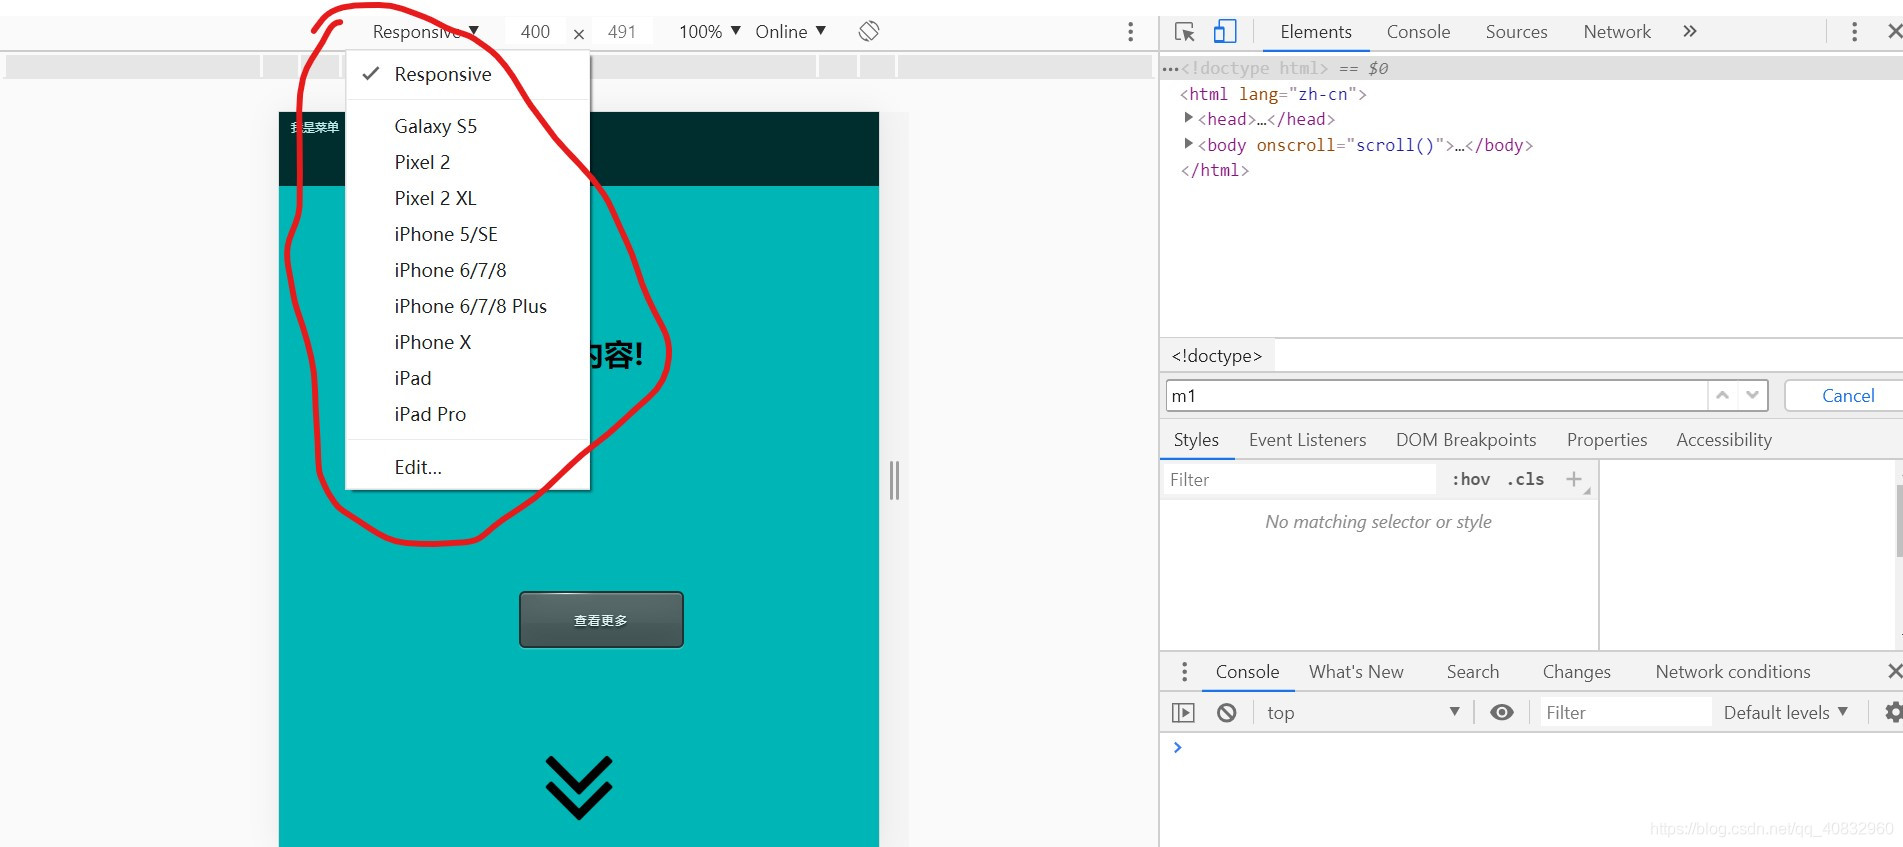 Responsive ▼ 400 × 491 100% ▼ Online ▼
Responsive
Galaxy S5
Pixel 2
Pixel 2 XL
iPhone 5/SE
iPhone 6/7/8
iPhone 6/7/8 Plus
iPhone X
iPad
iPad Pro
Edit...
我是菜单
内容!
查看更多
Elements Console Sources Network »
•••<!doctype html> == $0
<html lang="zh-cn">
▶<head>…</head>
▶<body onscroll="scroll()">…</body>
</html>
<!doctype>
m1 Cancel
Styles Event Listeners DOM Breakpoints Properties Accessibility
Filter :hov .cls +
No matching selector or style
Console What's New Search Changes Network conditions
top ▼ Filter Default levels ▼
>
https://blog.csdn.net/qq_40832960